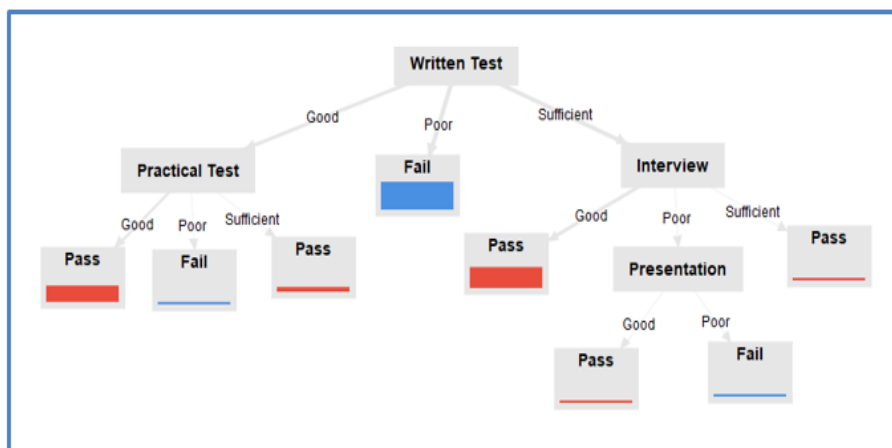 Written Test
Good
Poor
Sufficient
Practical Test
Fail
Interview
Good
Poor
Sufficient
Good
Poor
Sufficient
Pass
Fail
Pass
Pass
Presentation
Pass
Good
Poor
Pass
Fail